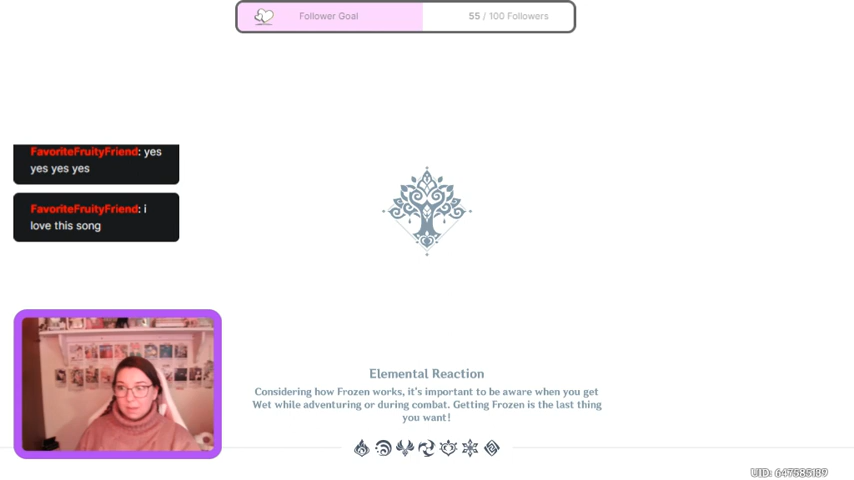 Follower Goal
55 / 100 Followers
FavoriteFruityFriend: yes
yes yes yes
FavoriteFruityFriend: i
love this song
Elemental Reaction
Considering how Frozen works, it's important to be aware when you get
Wet while adventuring or during combat. Getting Frozen is the last thing
you want!
UID: 647585139